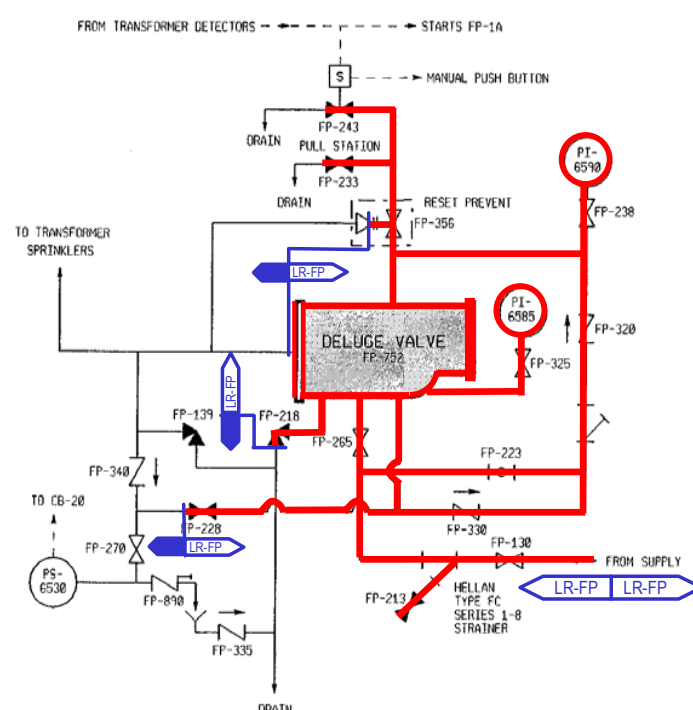 FROM TRANSFORMER DETECTORS
STARTS FP-1A
S
MANUAL PUSH BUTTON
DRAIN
FP-243
PULL STATION
FP-233
DRAIN
PI-
6590
RESET PREVENT
FP-238
FP-356
TO TRANSFORMER
SPRINKLERS
LR-FP
PI-
6585
DELUGE VALVE
FP-752
FP-320
FP-325
LR-FP
FP-139
FP-218
FP-265
FP-223
FP-340
TO CB-20
FP-228
FP-330
FP-270
LR-FP
FP-130
FROM SUPPLY
PS-
6530
FP-890
FP-213
HELLAN
TYPE FC
SERIES 1-8
STRAINER
LR-FP
LR-FP
FP-335
DRAIN